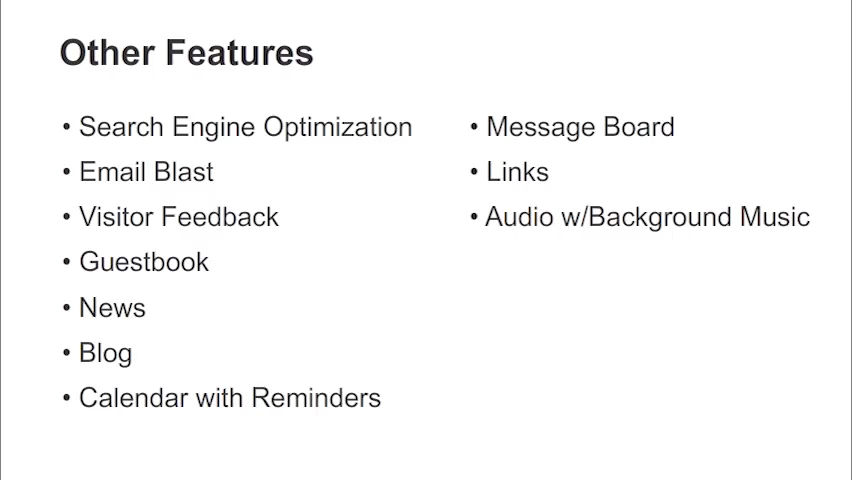 Other Features
• Search Engine Optimization
• Email Blast
• Visitor Feedback
• Guestbook
• News
• Blog
• Calendar with Reminders
• Message Board
• Links
• Audio w/Background Music